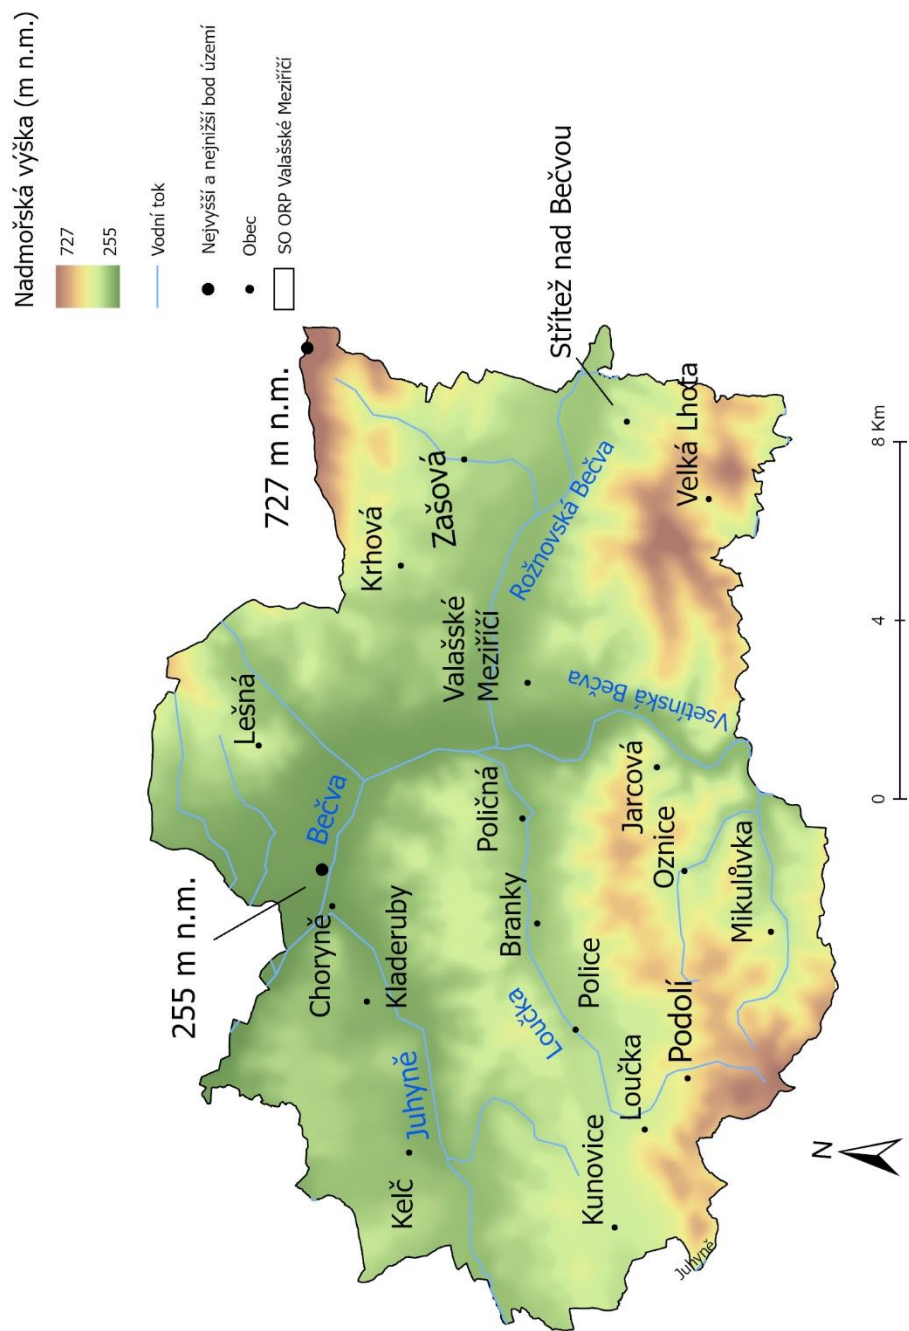 Nadmořská výška (m n.m.)
727
255
Vodní tok
Nejvyšší a nejnižší bod území
Obec
SO ORP Valašské Meziříčí
727 m n.m.
255 m n.m.
Lešná
Krhová
Zašová
Střítež nad Bečvou
Bečva
Choryně
Kladeruby
Valašské
Meziříčí
Rožnovská Bečva
Velká Lhota
Kelč
Juhyně
Poličná
Branky
Vsetínská Bečva
Loučka
Police
Jarcová
Oznice
Kunovice
Loučka
Podolí
Mikulůvka
Juhyně
N
0
4
8 Km